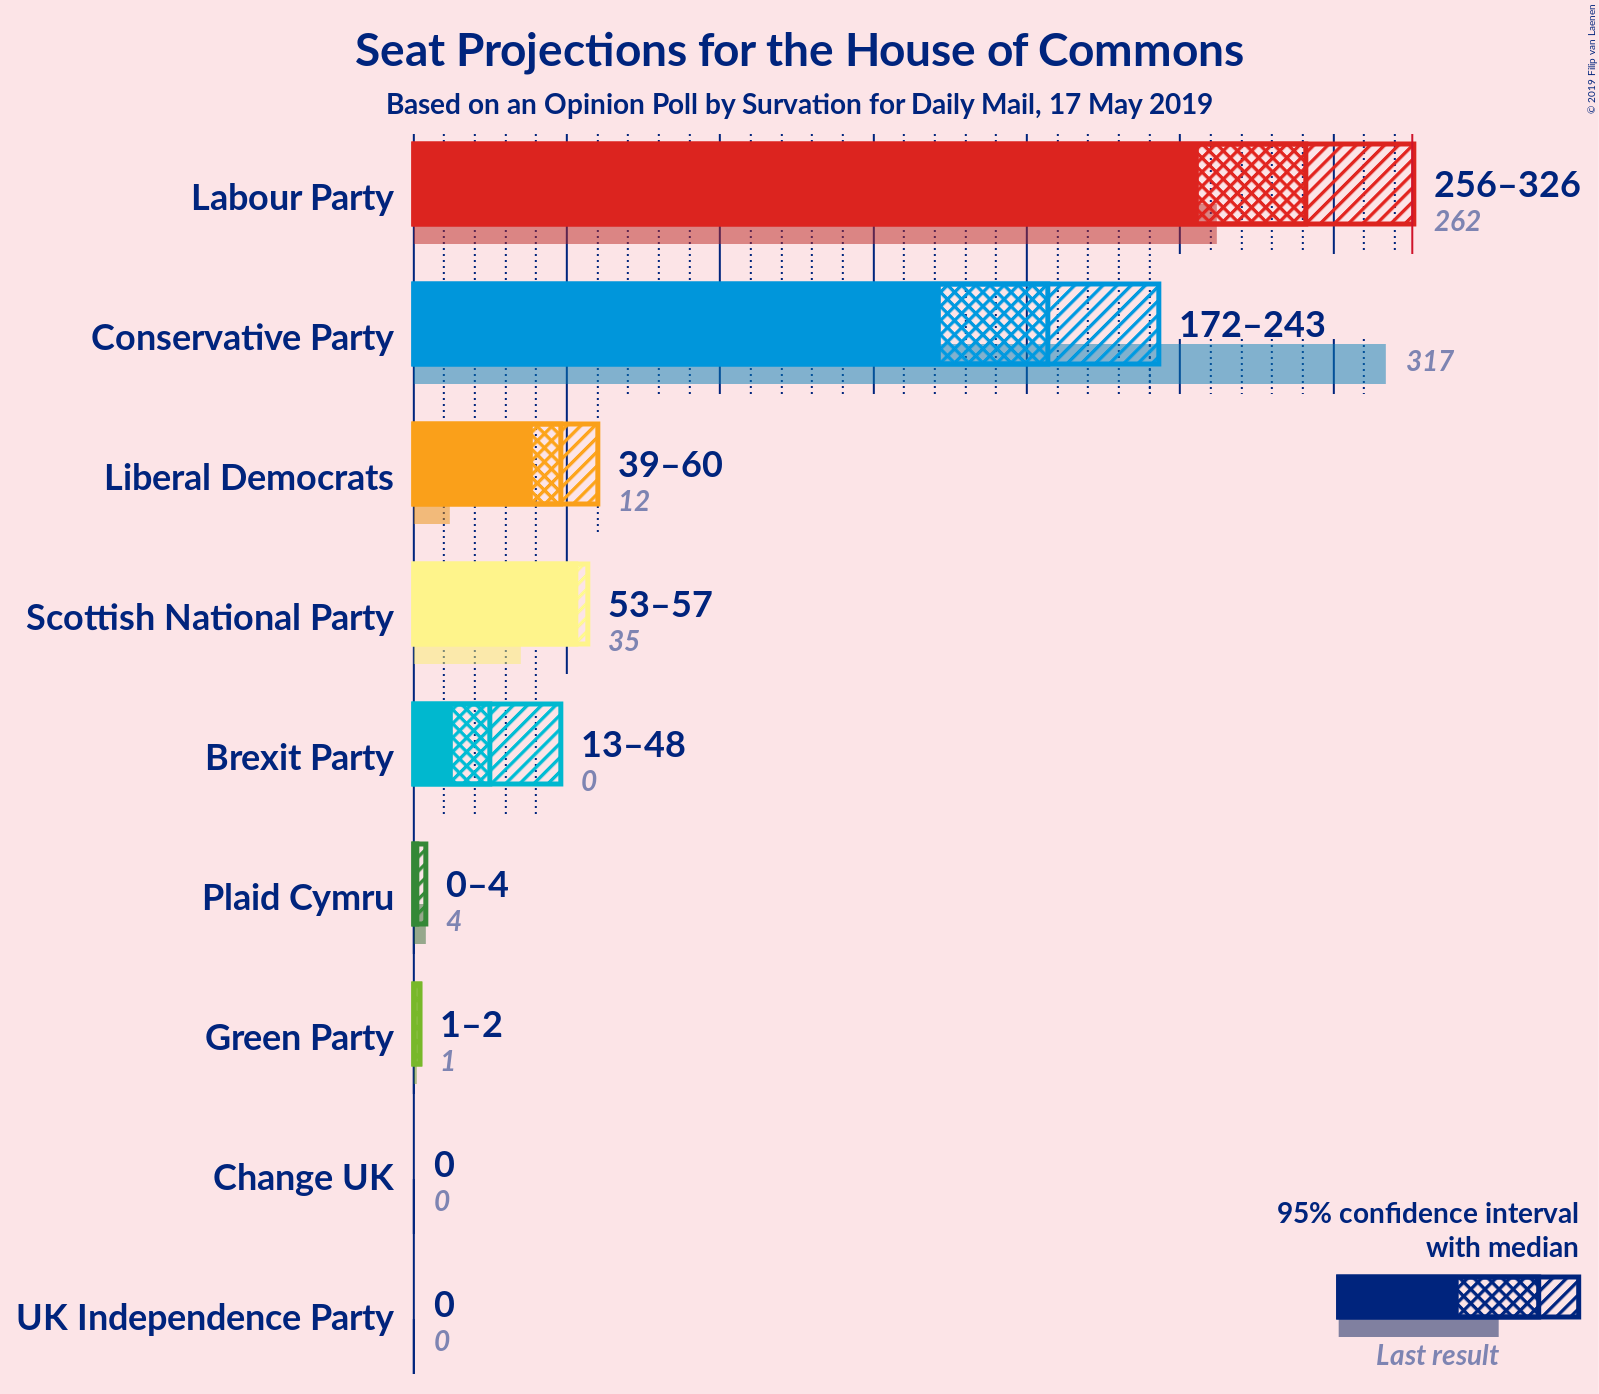 Seat Projections for the House of Commons
Based on an Opinion Poll by Survation for Daily Mail, 17 May 2019
© 2019 Filip van Laenen
Labour Party
256–326
262
Conservative Party
172–243
317
Liberal Democrats
39–60
12
Scottish National Party
53–57
35
Brexit Party
13–48
0
Plaid Cymru
0–4
4
Green Party
1–2
1
Change UK
0
0
UK Independence Party
0
0
95% confidence interval
with median
Last result